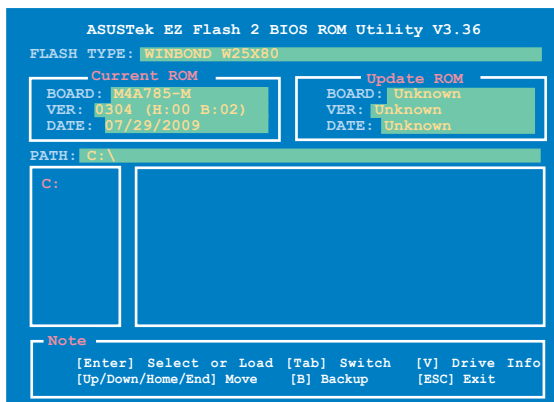 ASUSTek EZ Flash 2 BIOS ROM Utility V3.36
FLASH TYPE: WINBOND W25X80
Current ROM
BOARD: M4A785-M
VER: 0304 (H:00 B:02)
DATE: 07/29/2009
Update ROM
BOARD: Unknown
VER: Unknown
DATE: Unknown
PATH: C:\
C:
Note
[Enter] Select or Load [Tab] Switch [V] Drive Info
[Up/Down/Home/End] Move [B] Backup [ESC] Exit